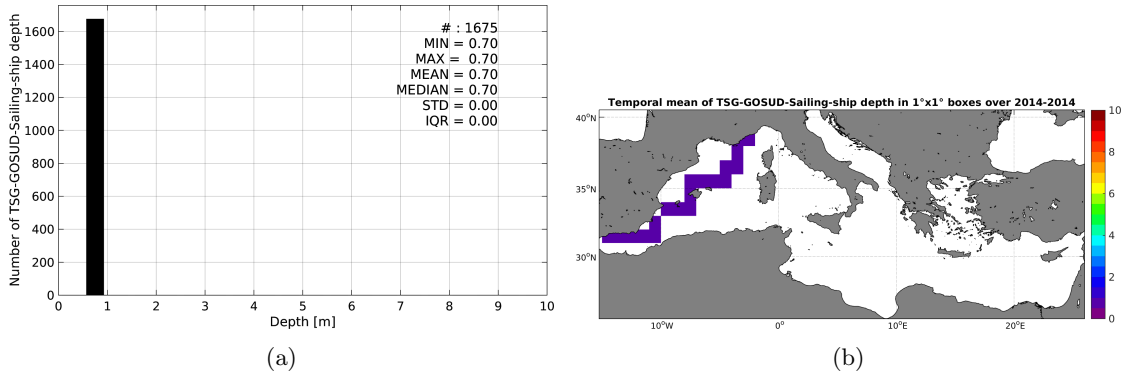 Number of TSG-GOSUD-Sailing-ship depth
1600
1400
1200
1000
800
600
400
200
0
# : 1675
MIN = 0.70
MAX = 0.70
MEAN = 0.70
MEDIAN = 0.70
STD = 0.00
IQR = 0.00
0 1 2 3 4 5 6 7 8 9 10
Depth [m]
(a)
Temporal mean of TSG-GOSUD-Sailing-ship depth in 1°x1° boxes over 2014-2014
40°N
35°N
30°N
10°W 0° 10°E 20°E
10
8
6
4
2
0
(b)